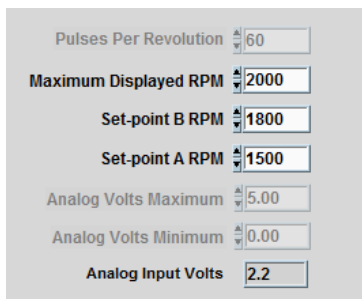 Pulses Per Revolution 60
Maximum Displayed RPM 2000
Set-point B RPM 1800
Set-point A RPM 1500
Analog Volts Maximum 5.00
Analog Volts Minimum 0.00
Analog Input Volts 2.2